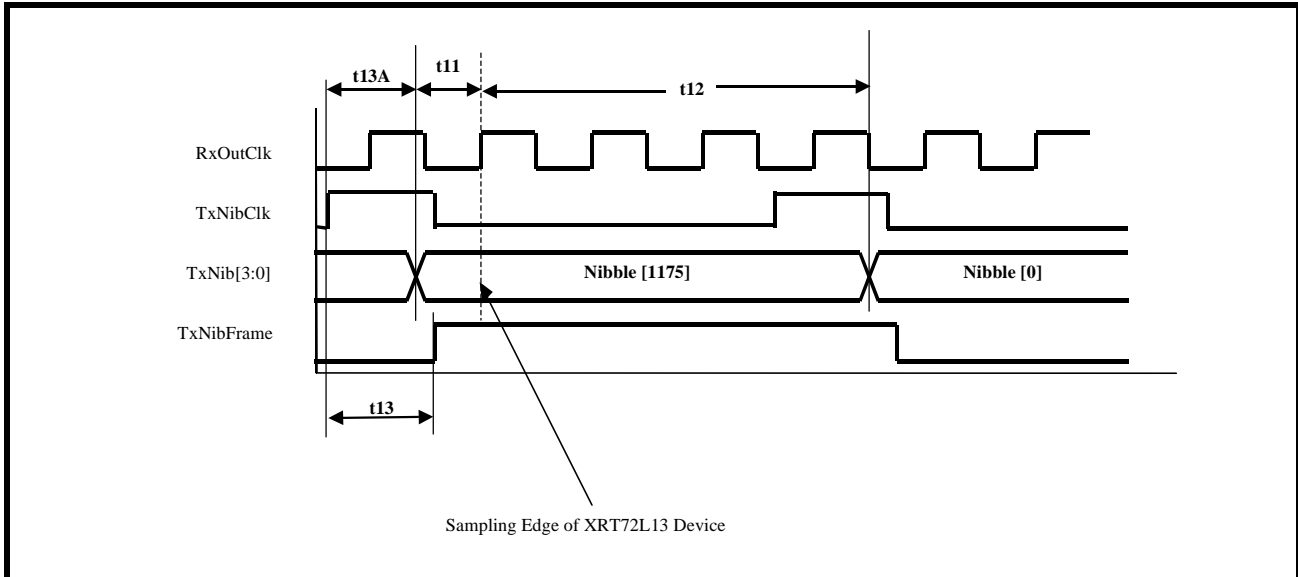 t13A
t11
t12
RxOutClk
TxNibClk
TxNib[3:0]
Nibble [1175]
Nibble [0]
TxNibFrame
t13
Sampling Edge of XRT72L13 Device